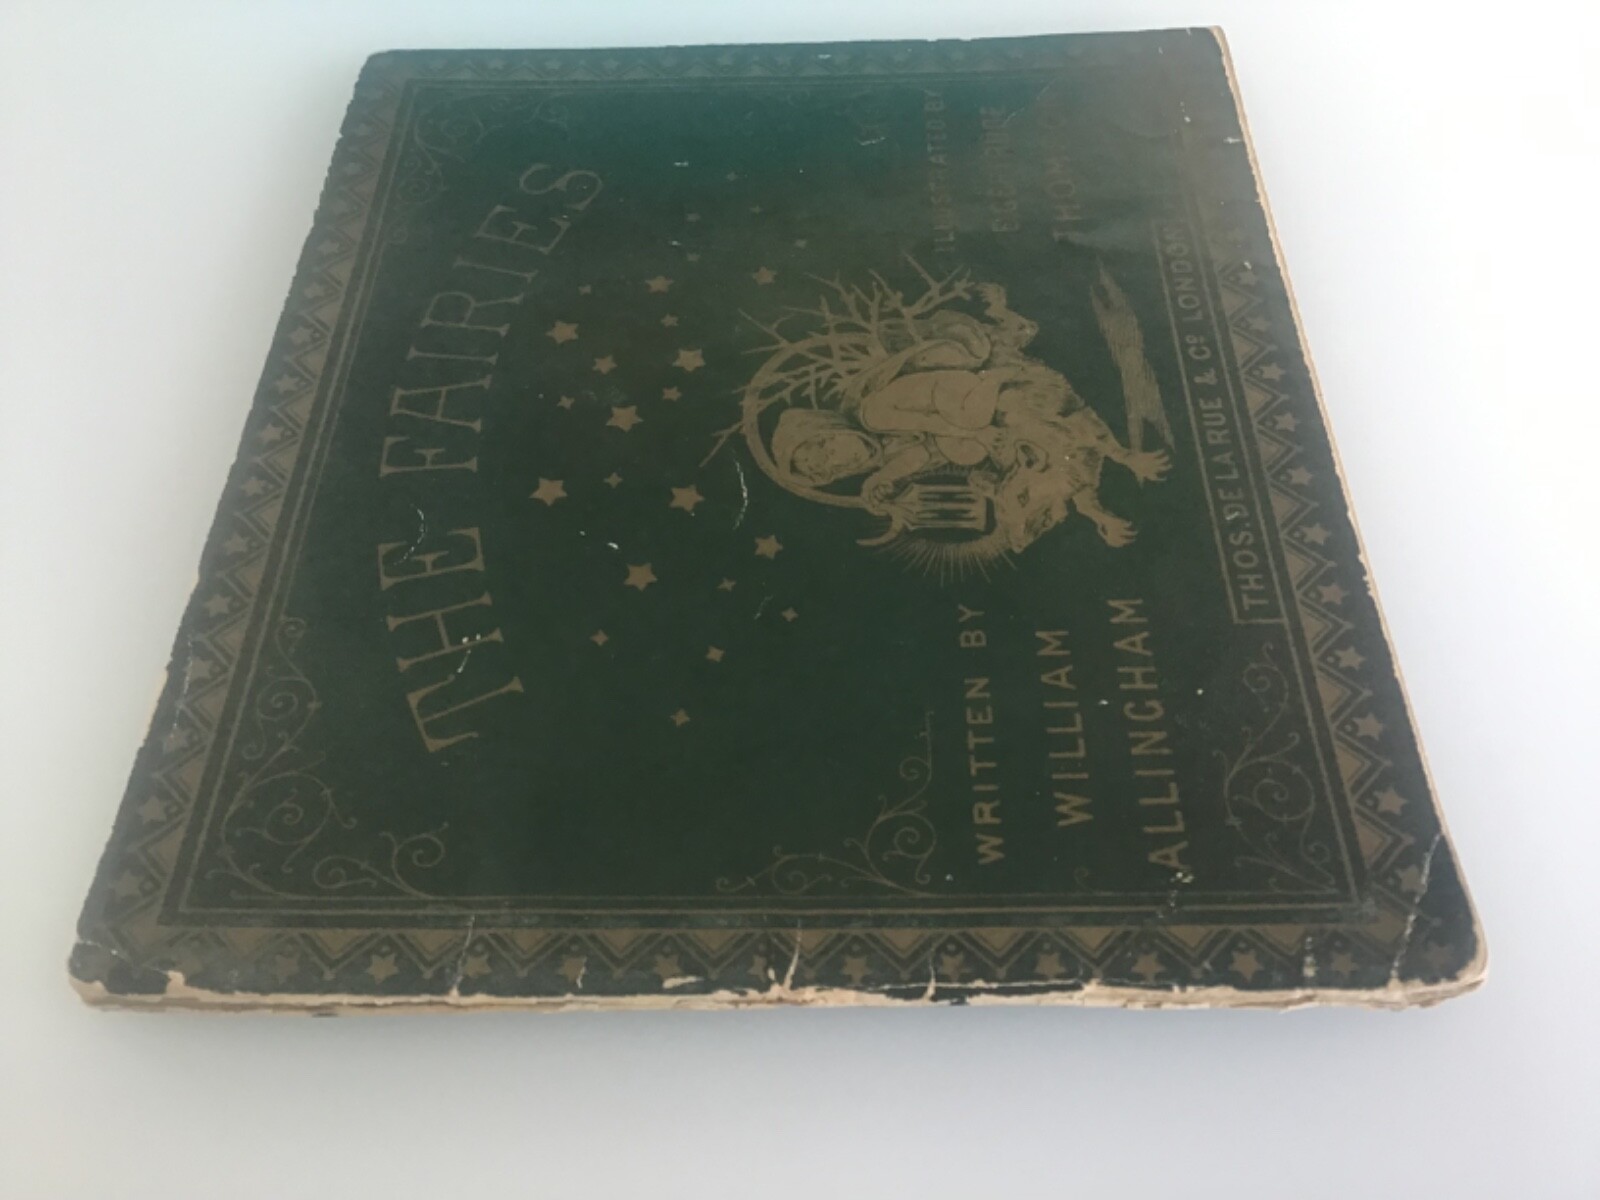 THE FAIRIES
WRITTEN BY
WILLIAM
ALLINGHAM
ILLUSTRATED BY
THOS. DE LA RUE & Co LONDON